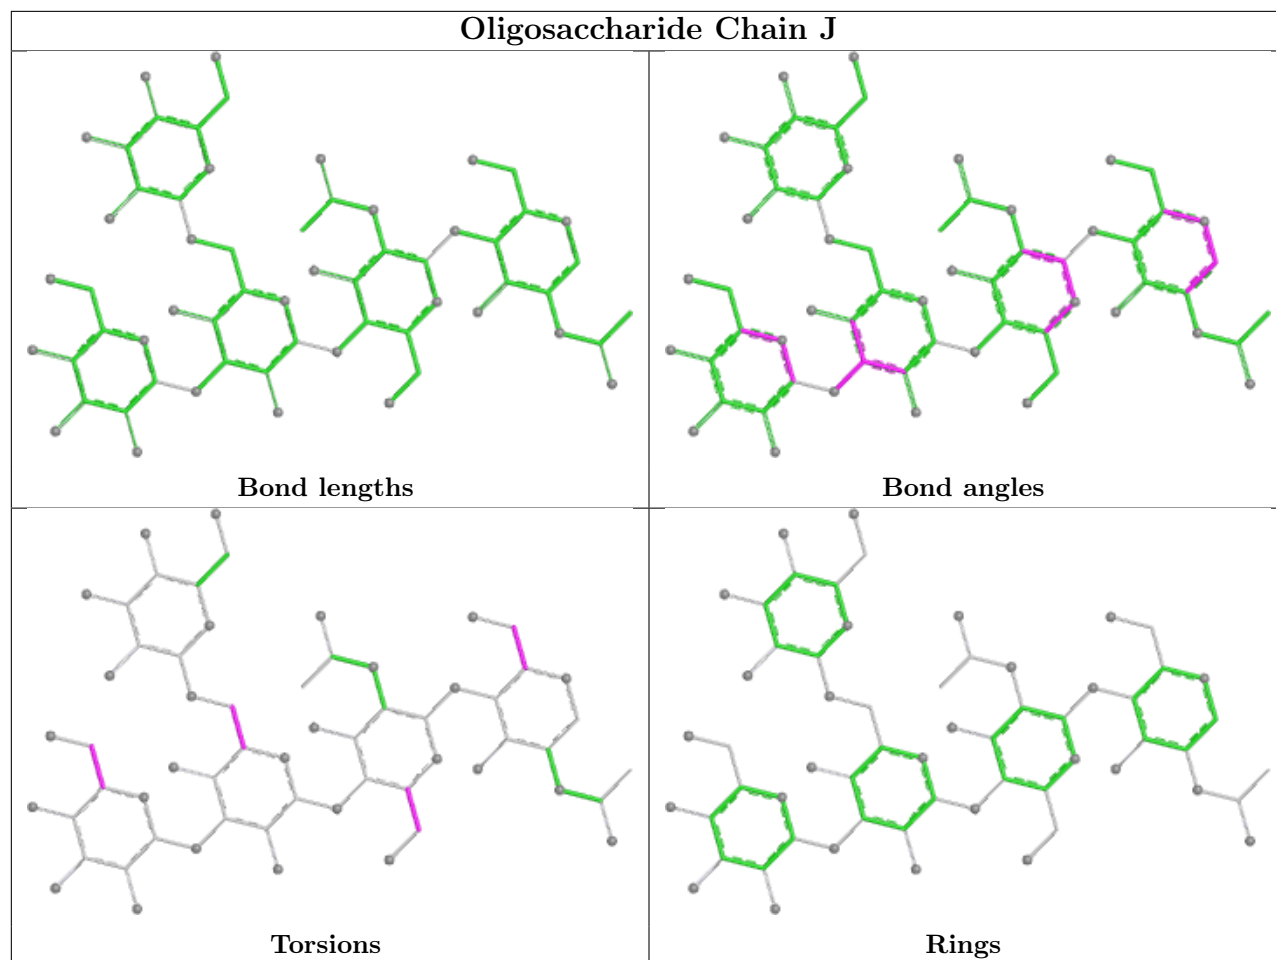 Oligosaccharide Chain J
Bond lengths
Bond angles
Torsions
Rings